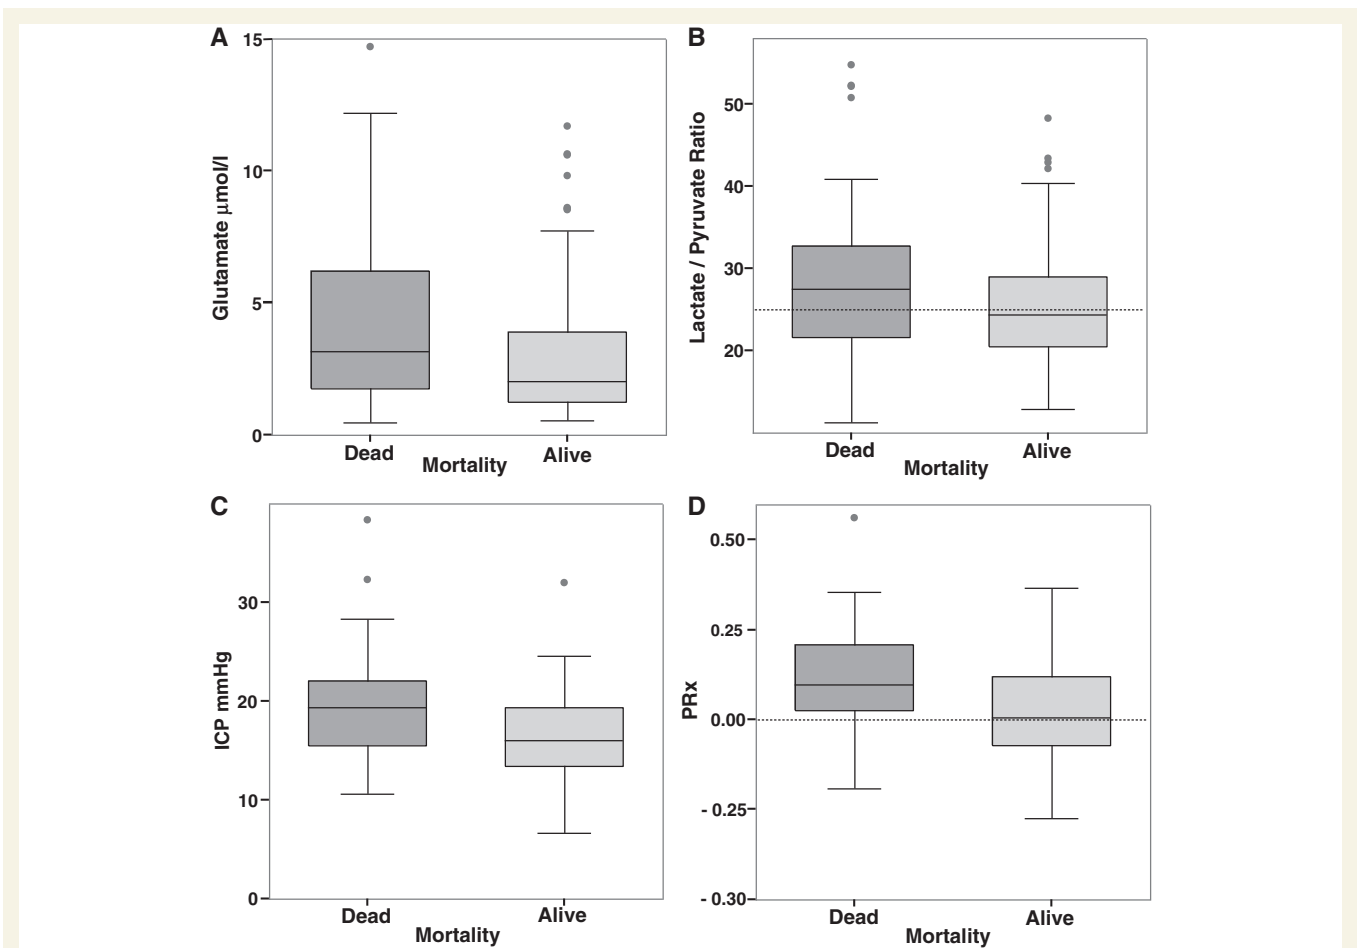 A
15
10
5
0
Glutamate μmol/l
Dead
Alive
Mortality
B
50
40
30
20
Lactate / Pyruvate Ratio
Dead
Alive
Mortality
C
30
20
10
0
ICP mmHg
Dead
Alive
Mortality
D
0.50
0.25
0.00
- 0.25
- 0.30
PRx
Dead
Alive
Mortality